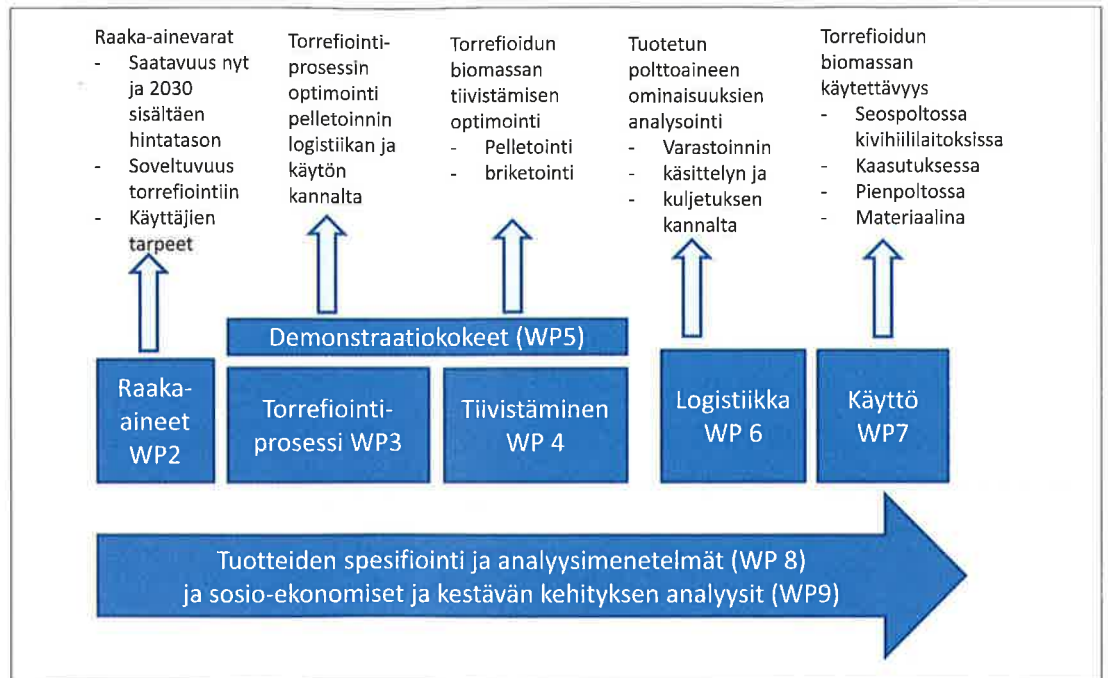 Raaka-ainevarat
- Saatavuus nyt
ja 2030
sisältäen
hintatason
- Soveltuvuus
torrefiointiin
- Käyttäjien
tarpeet
Torrefiointi-
prosessin
optimointi
pelletoinnin
logistiikan ja
käytön
kannalta
Torrefioidun
biomassan
tiivistämisen
optimointi
- Pelletointi
- briketointi
Tuotetun
polttoaineen
ominaisuuksien
analysointi
- Varastoinnin
- käsittelyn ja
- kuljetuksen
kannalta
Torrefioidun
biomassan
käytettävyys
- Seospoltossa
kivihiililaitoksissa
- Kaasutuksessa
- Pienpoltossa
- Materiaalina
Demonstraatiokokeet (WP5)
Raaka-
aineet
WP2
Torrefiointi-
prosessi WP3
Tiivistäminen
WP 4
Logistiikka
WP 6
Käyttö
WP7
Tuotteiden spesifiointi ja analyysimenetelmät (WP 8)
ja sosio-ekonomiset ja kestävän kehityksen analyysit (WP9)